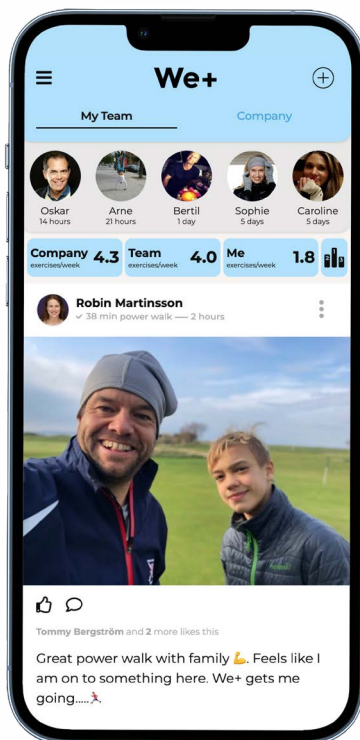 We+
My Team
Company
Oskar
14 hours
Arne
21 hours
Bertil
1 day
Sophie
5 days
Caroline
5 days
Company 4.3
exercises/week
Team 4.0
exercises/week
Me 1.8
exercises/week
Robin Martinsson
✓ 38 min power walk — 2 hours
Tommy Bergström and 2 more likes this
Great power walk with family 💪. Feels like I
am on to something here. We+ gets me
going.....🏃